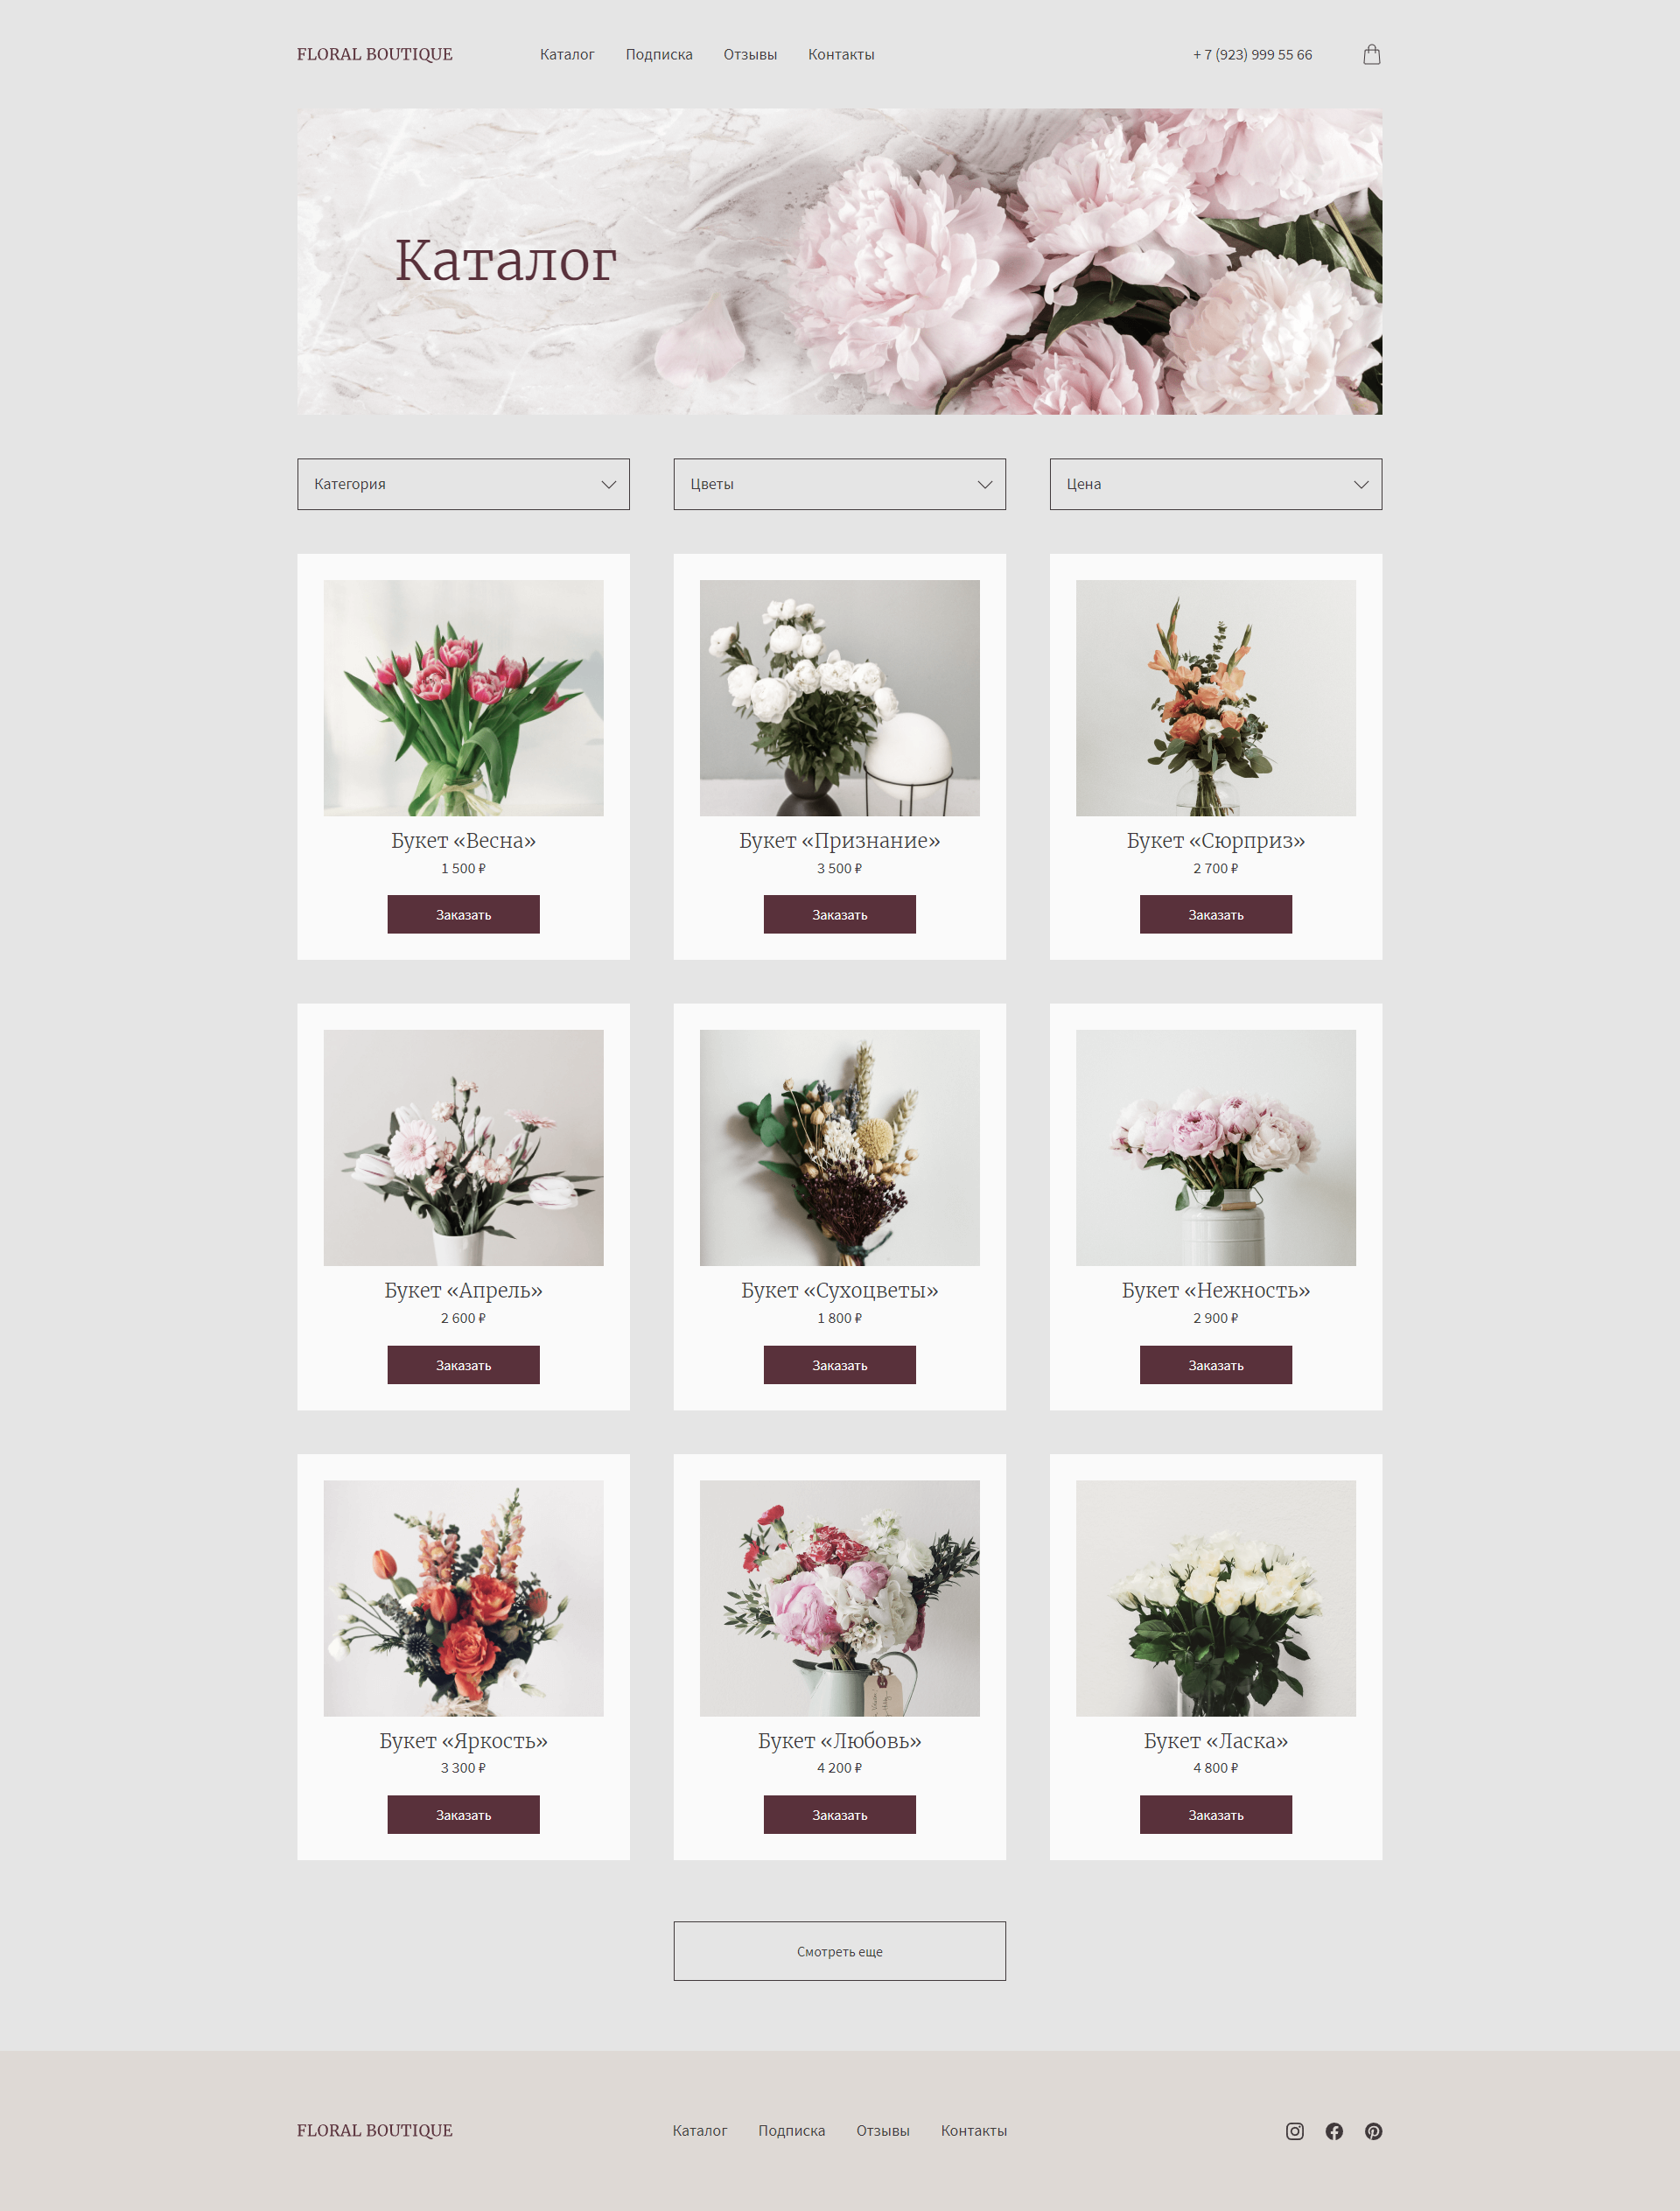 FLORAL BOUTIQUE
Каталог
Подписка
Отзывы
Контакты
+ 7 (923) 999 55 66
Каталог
Категория
Цветы
Цена
Букет «Весна»
1 500 ₽
Заказать
Букет «Признание»
3 500 ₽
Заказать
Букет «Сюрприз»
2 700 ₽
Заказать
Букет «Апрель»
2 600 ₽
Заказать
Букет «Сухоцветы»
1 800 ₽
Заказать
Букет «Нежность»
2 900 ₽
Заказать
Букет «Яркость»
3 300 ₽
Заказать
Букет «Любовь»
4 200 ₽
Заказать
Букет «Ласка»
4 800 ₽
Заказать
Смотреть еще
FLORAL BOUTIQUE
Каталог
Подписка
Отзывы
Контакты